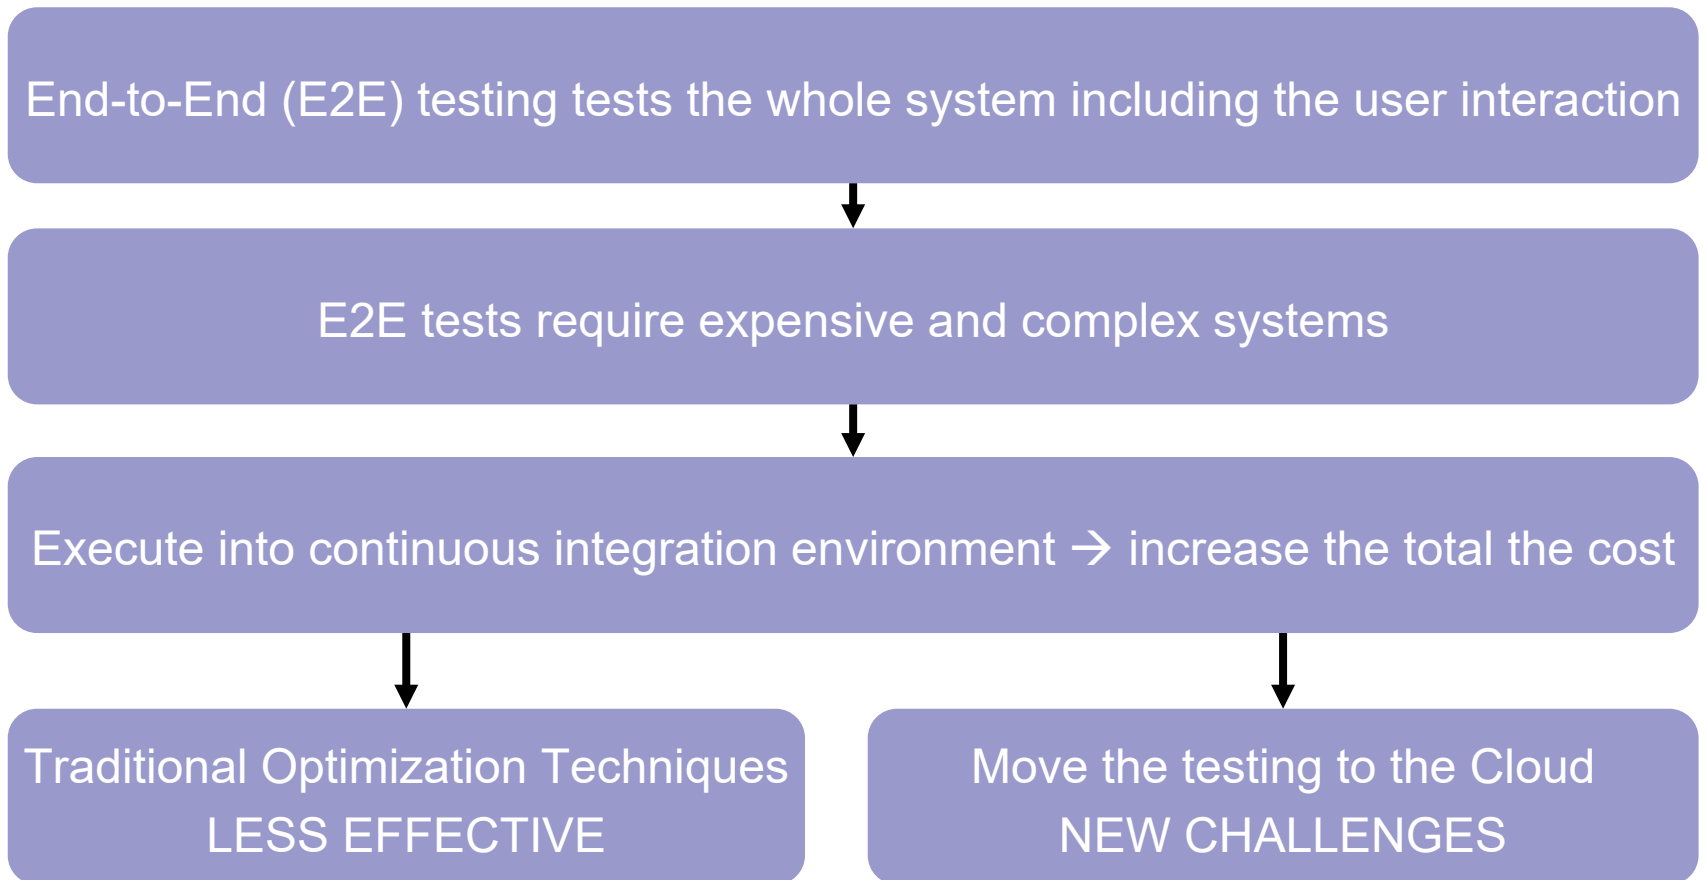 End-to-End (E2E) testing tests the whole system including the user interaction
E2E tests require expensive and complex systems
Execute into continuous integration environment → increase the total the cost
Traditional Optimization Techniques
LESS EFFECTIVE
Move the testing to the Cloud
NEW CHALLENGES